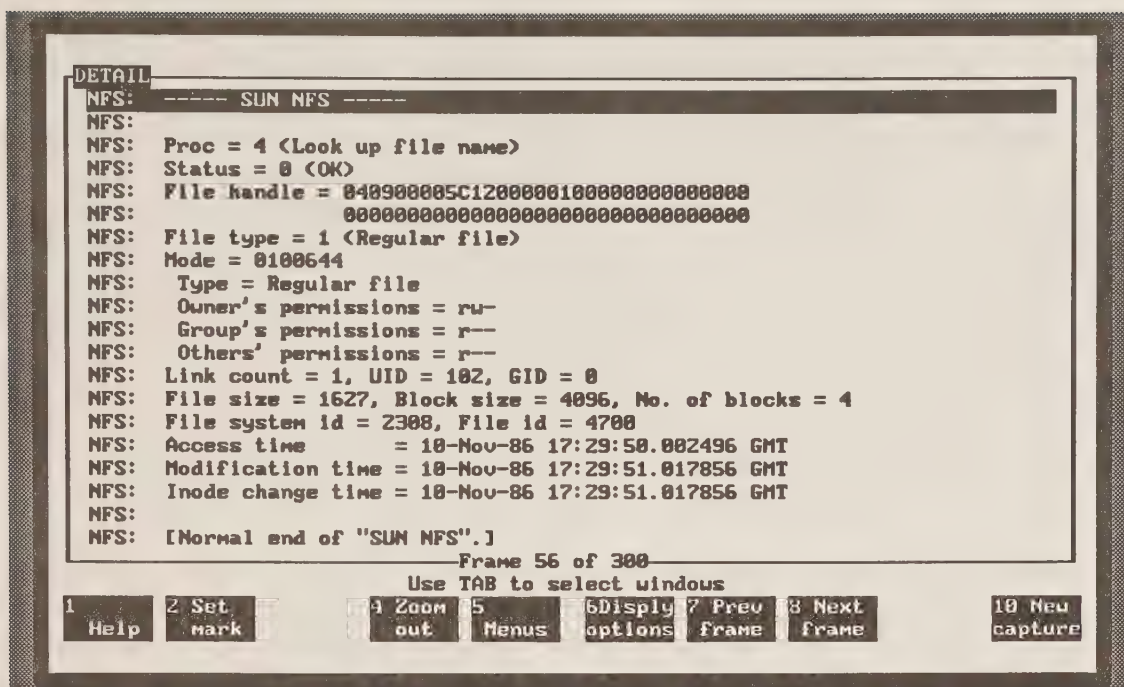 DETAIL
NFS: ----- SUN NFS -----
NFS:
NFS: Proc = 4 (Look up file name)
NFS: Status = 0 (OK)
NFS: File handle = 040900005C1200000100000000000000
NFS: 00000000000000000000000000000000
NFS: File type = 1 (Regular file)
NFS: Mode = 0100644
NFS: Type = Regular file
NFS: Owner's permissions = rw-
NFS: Group's permissions = r--
NFS: Others' permissions = r--
NFS: Link count = 1, UID = 102, GID = 0
NFS: File size = 1627, Block size = 4096, No. of blocks = 4
NFS: File system id = 2308, File id = 4700
NFS: Access time = 10-Nov-86 17:29:50.002496 GMT
NFS: Modification time = 10-Nov-86 17:29:51.017856 GMT
NFS: Inode change time = 10-Nov-86 17:29:51.017856 GMT
NFS:
NFS: [Normal end of "SUN NFS".]
Frame 56 of 300
Use TAB to select windows
1 2 Set 4 Zoom 5 6Disply 7 Prev 8 Next 10 New
Help mark out Menus options frame frame capture